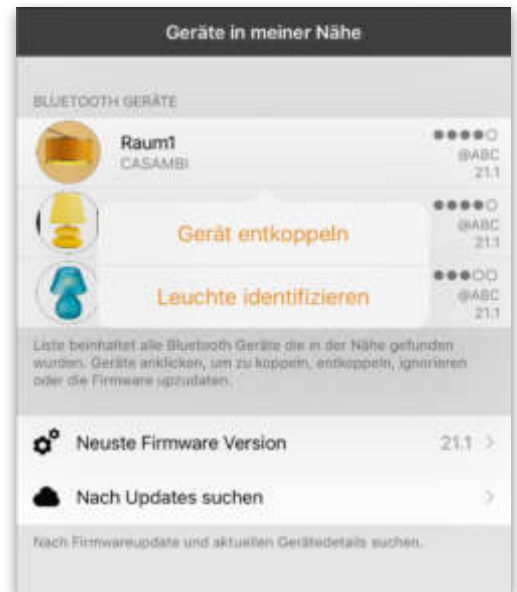 Geräte in meiner Nähe
BLUETOOTH GERÄTE
Raum1
CASAMBI
@ABC
21.1
Gerät entkoppeln
@ABC
21.1
Leuchte identifizieren
@ABC
21.1
Liste beinhaltet alle Bluetooth Geräte die in der Nähe gefunden
wurden. Geräte anklicken, um zu koppeln, entkoppeln, ignorieren
oder die Firmware upzudaten.
Neuste Firmware Version 21.1 >
Nach Updates suchen >
Nach Firmwareupdate und aktuellen Gerätedetails suchen.